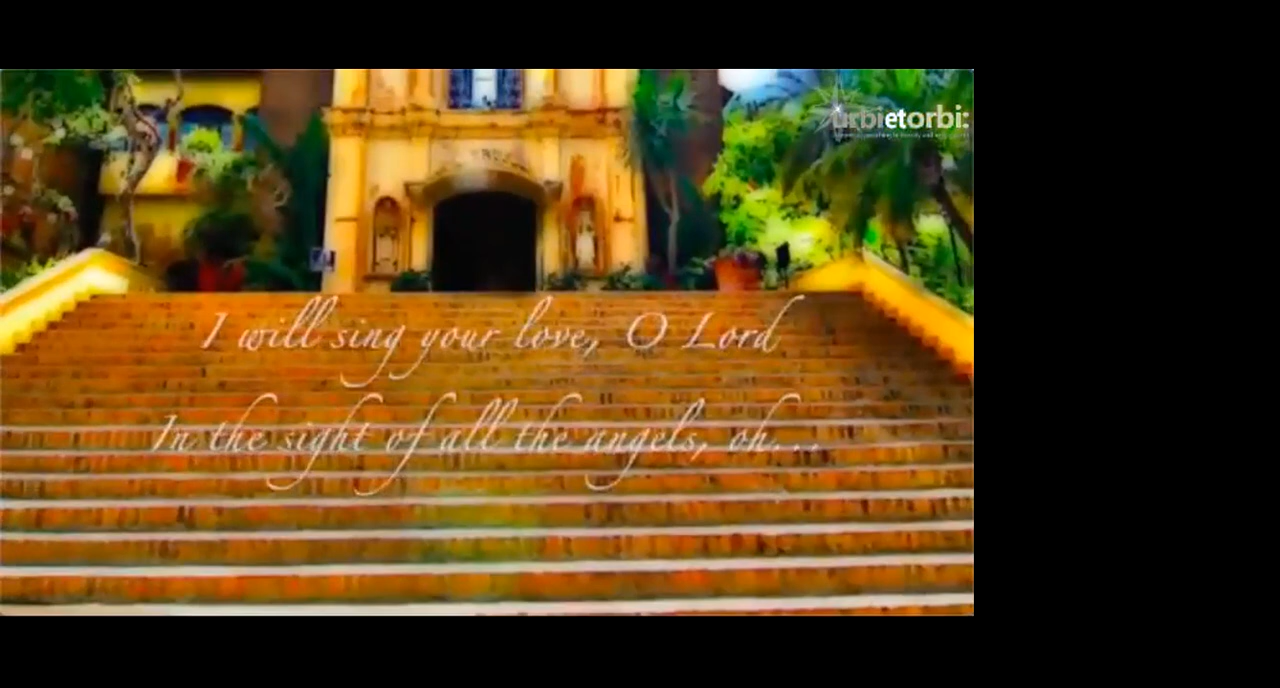 urbietorbi:
I will sing your love, O Lord
In the sight of all the angels, oh...